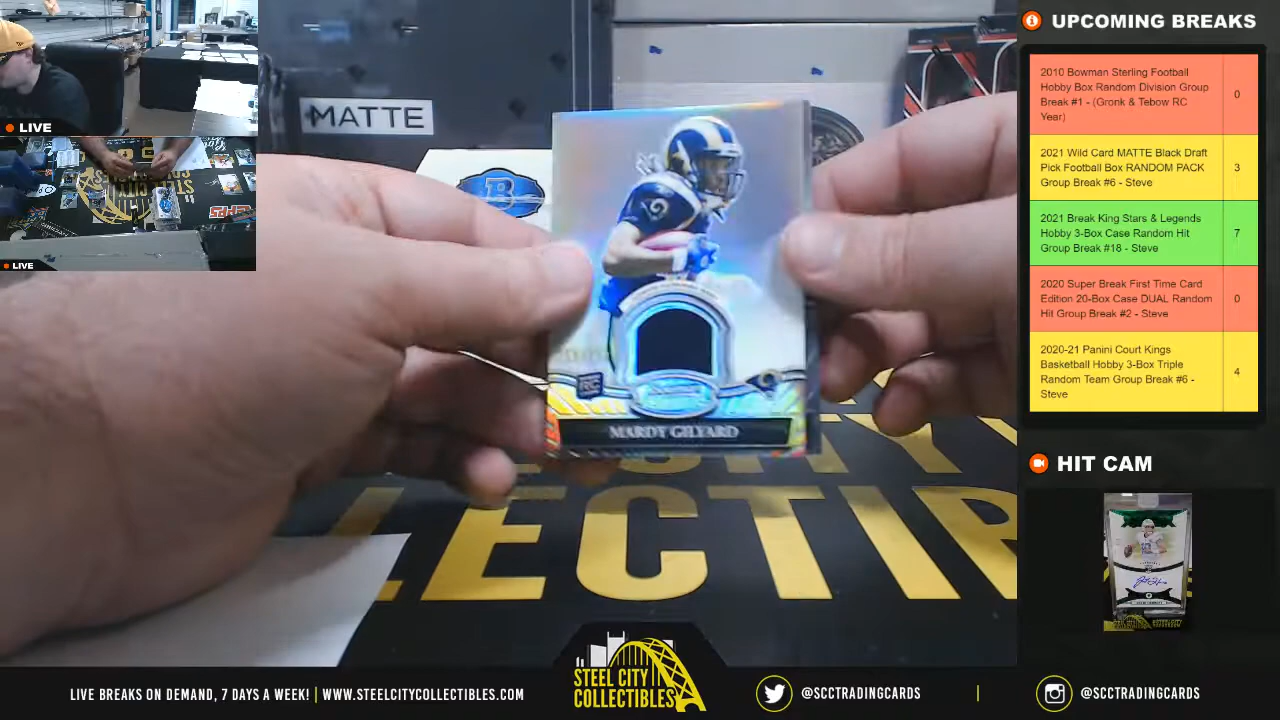 LIVE
LIVE
MATTE
B
RC
MARDY GILYARD
CITY
LLECTIBL
STEEL CITY
COLLECTIBLES
LIVE BREAKS ON DEMAND, 7 DAYS A WEEK! | WWW.STEELCITYCOLLECTIBLES.COM
@SCCTRADINGCARDS
@SCCTRADINGCARDS
UPCOMING BREAKS
2010 Bowman Sterling Football
Hobby Box Random Division Group
Break #1 - (Gronk & Tebow RC
Year)
0
2021 Wild Card MATTE Black Draft
Pick Football Box RANDOM PACK
Group Break #6 - Steve
3
2021 Break King Stars & Legends
Hobby 3-Box Case Random Hit
Group Break #18 - Steve
7
2020 Super Break First Time Card
Edition 20-Box Case DUAL Random
Hit Group Break #2 - Steve
0
2020-21 Panini Court Kings
Basketball Hobby 3-Box Triple
Random Team Group Break #6 -
Steve
4
HIT CAM